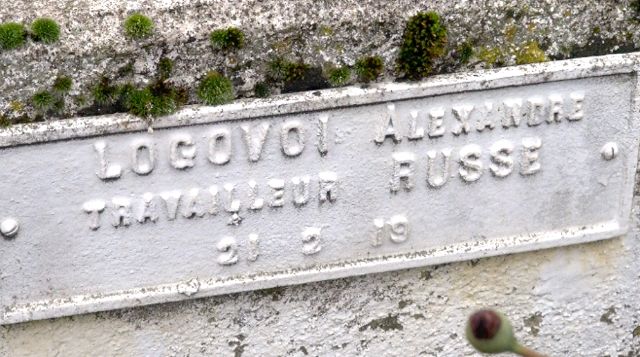 LOGOVOI ALEXANDRE
TRAVAILLEUR RUSSE
21 2 19